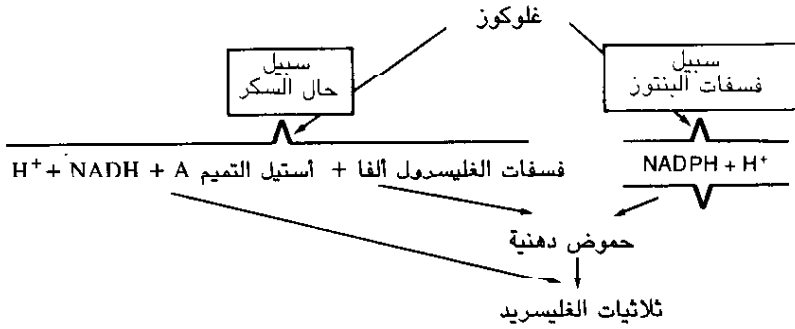 غلوكوز
سبيل
فسفات البنتوز
سبيل
حال السكر
فسفات الغليسرول ألفا + أستيل التميم H⁺ + NADH + A
NADPH + H⁺
حموض دهنية
ثلاثيات الغليسريد